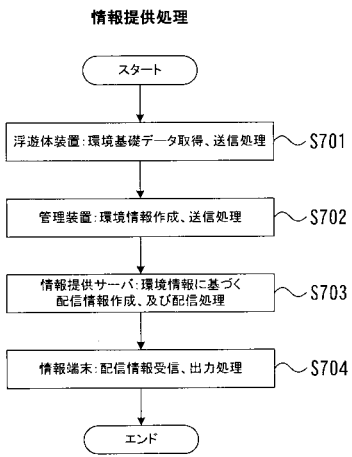 情報提供処理
スタート
浮遊体装置:環境基礎データ取得、送信処理
S701
管理装置:環境情報作成、送信処理
S702
情報提供サーバ:環境情報に基づく
配信情報作成、及び配信処理
S703
情報端末:配信情報受信、出力処理
S704
エンド